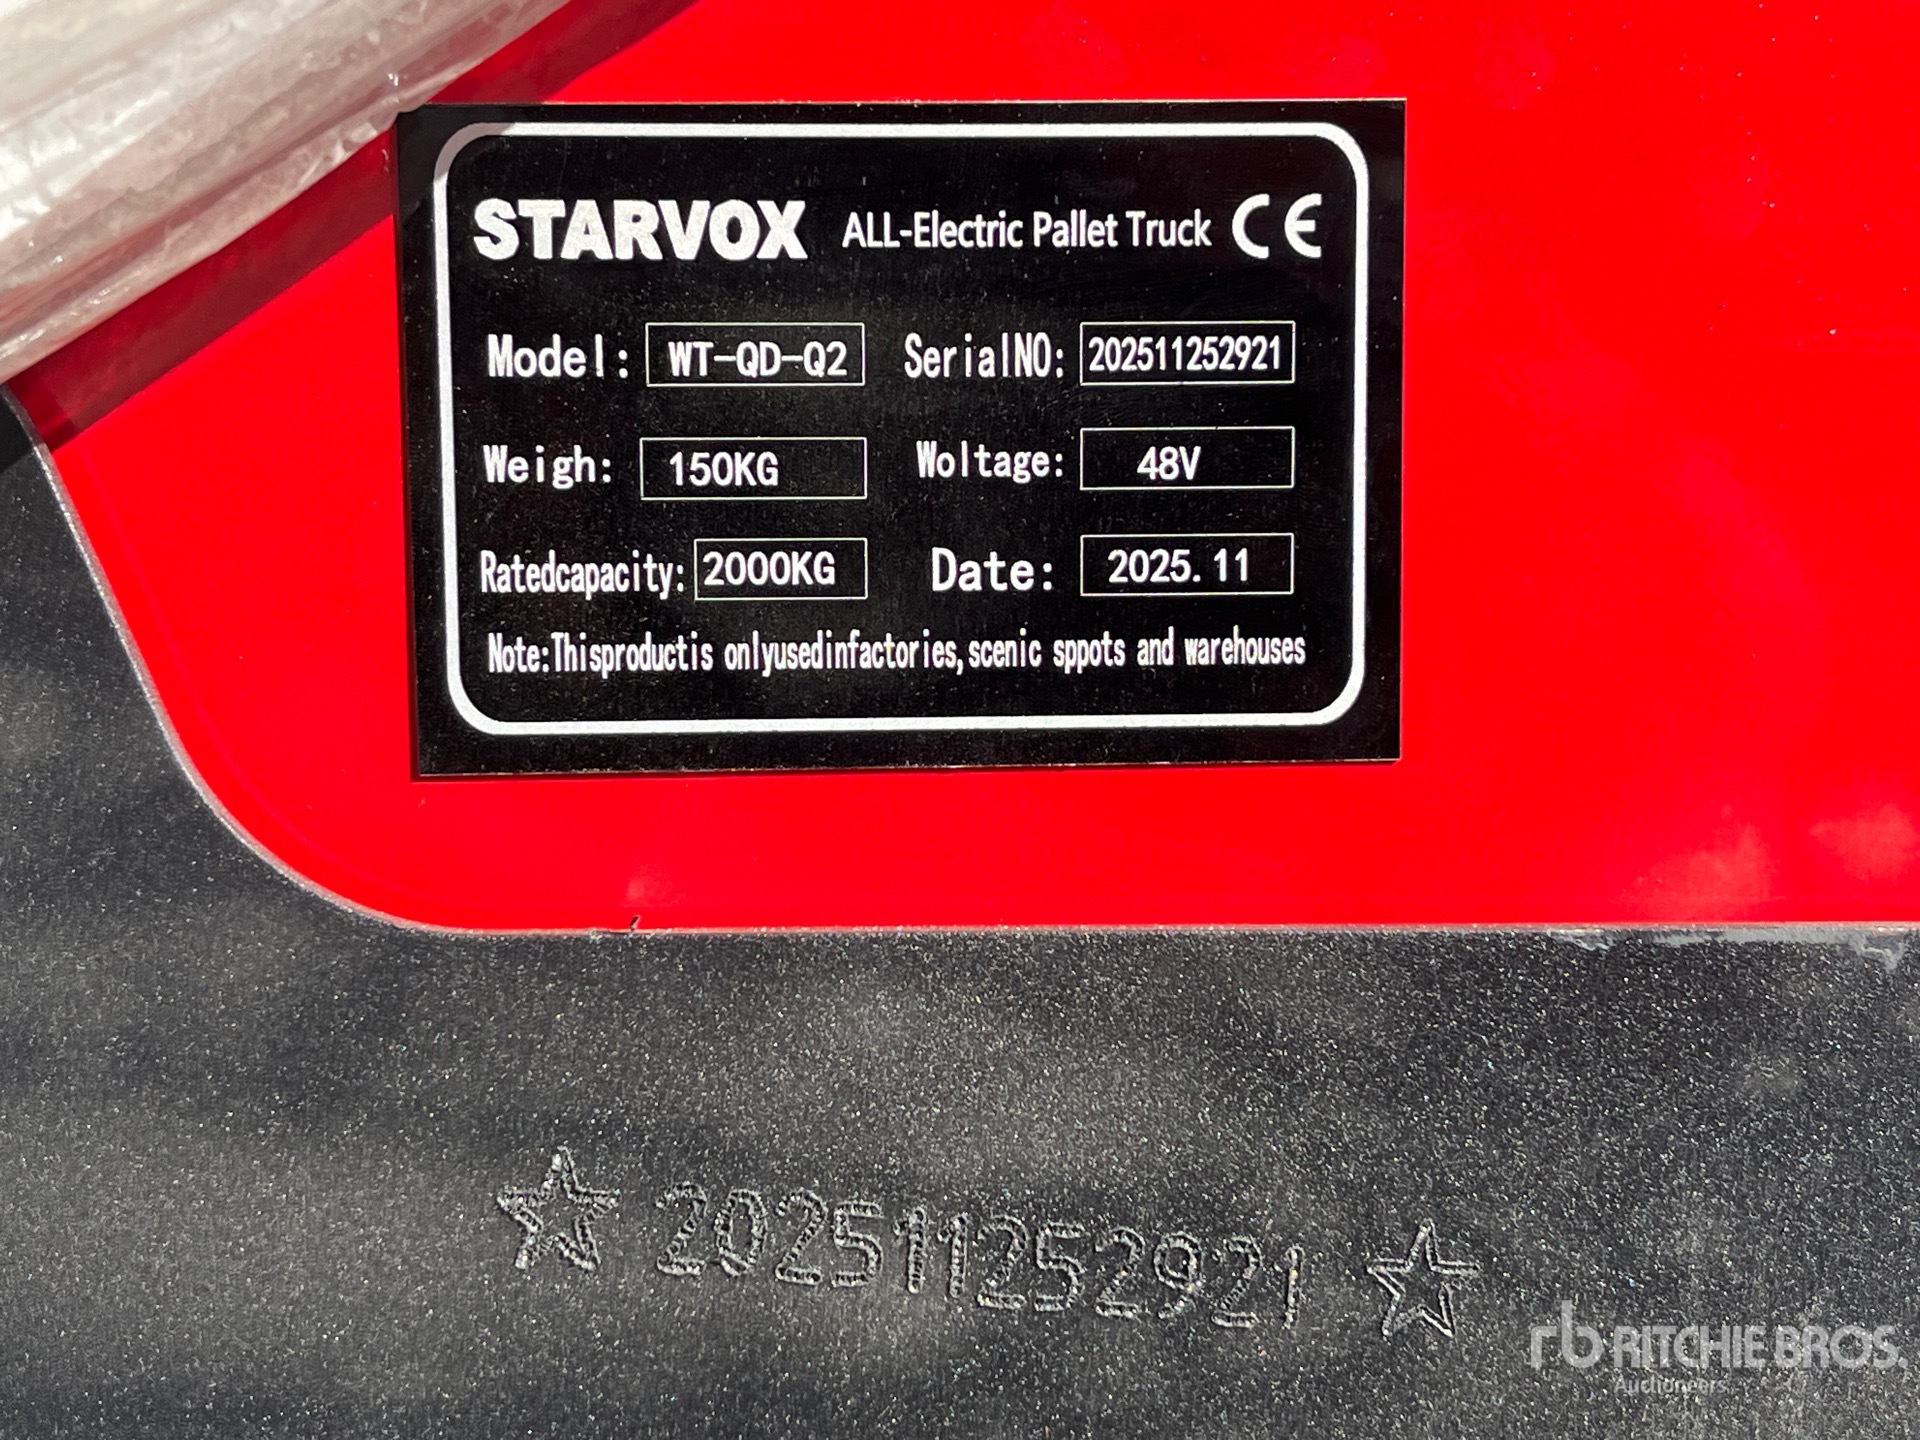 STARVOX ALL-Electric Pallet Truck CE
Model: WT-QD-Q2 SerialNO: 202511252921
Weigh: 150KG Woltage: 48V
Ratedcapacity: 2000KG Date: 2025.11
Note:Thisproductis onlyusedinfactories,scenic sppots and warehouses
☆ 202511252921 ☆
rb RITCHIE BROS.
Auctioneers